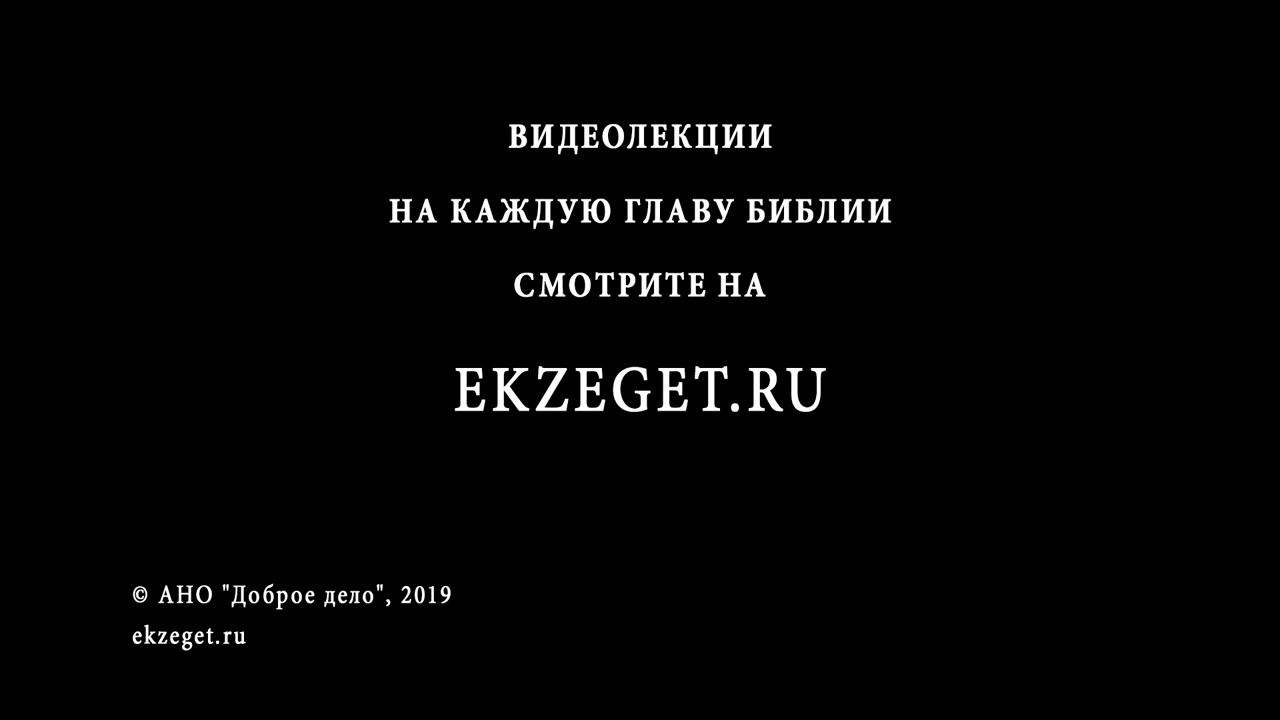 ВИДЕОЛЕКЦИИ
НА КАЖДУЮ ГЛАВУ БИБЛИИ
СМОТРИТЕ НА
EKZEGET.RU
© АНО "Доброе дело", 2019
ekzeget.ru